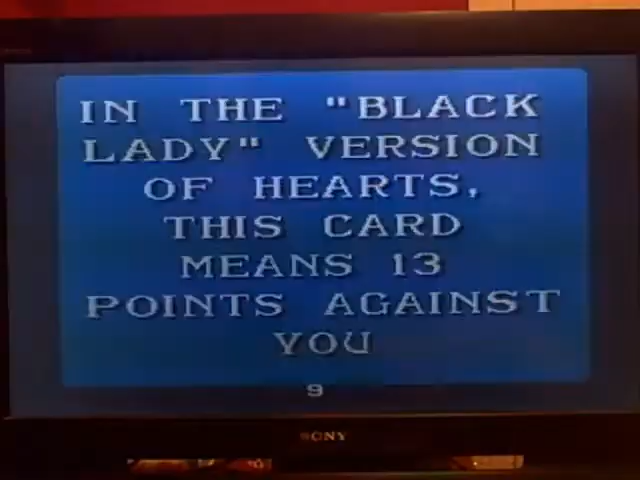 IN THE "BLACK
LADY" VERSION
OF HEARTS,
THIS CARD
MEANS 13
POINTS AGAINST
YOU
9
SONY